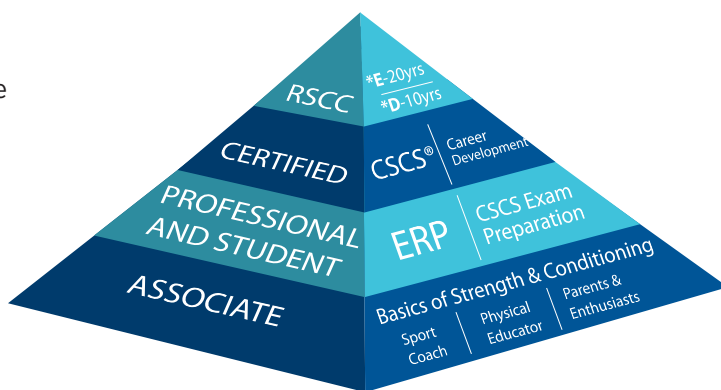 e
RSCC
*E-20yrs
*D-10yrs
CERTIFIED
CSCS®
Career
Development
PROFESSIONAL
AND STUDENT
ERP
CSCS Exam
Preparation
ASSOCIATE
Basics of Strength & Conditioning
Sport
Coach
Physical
Educator
Parents &
Enthusiasts